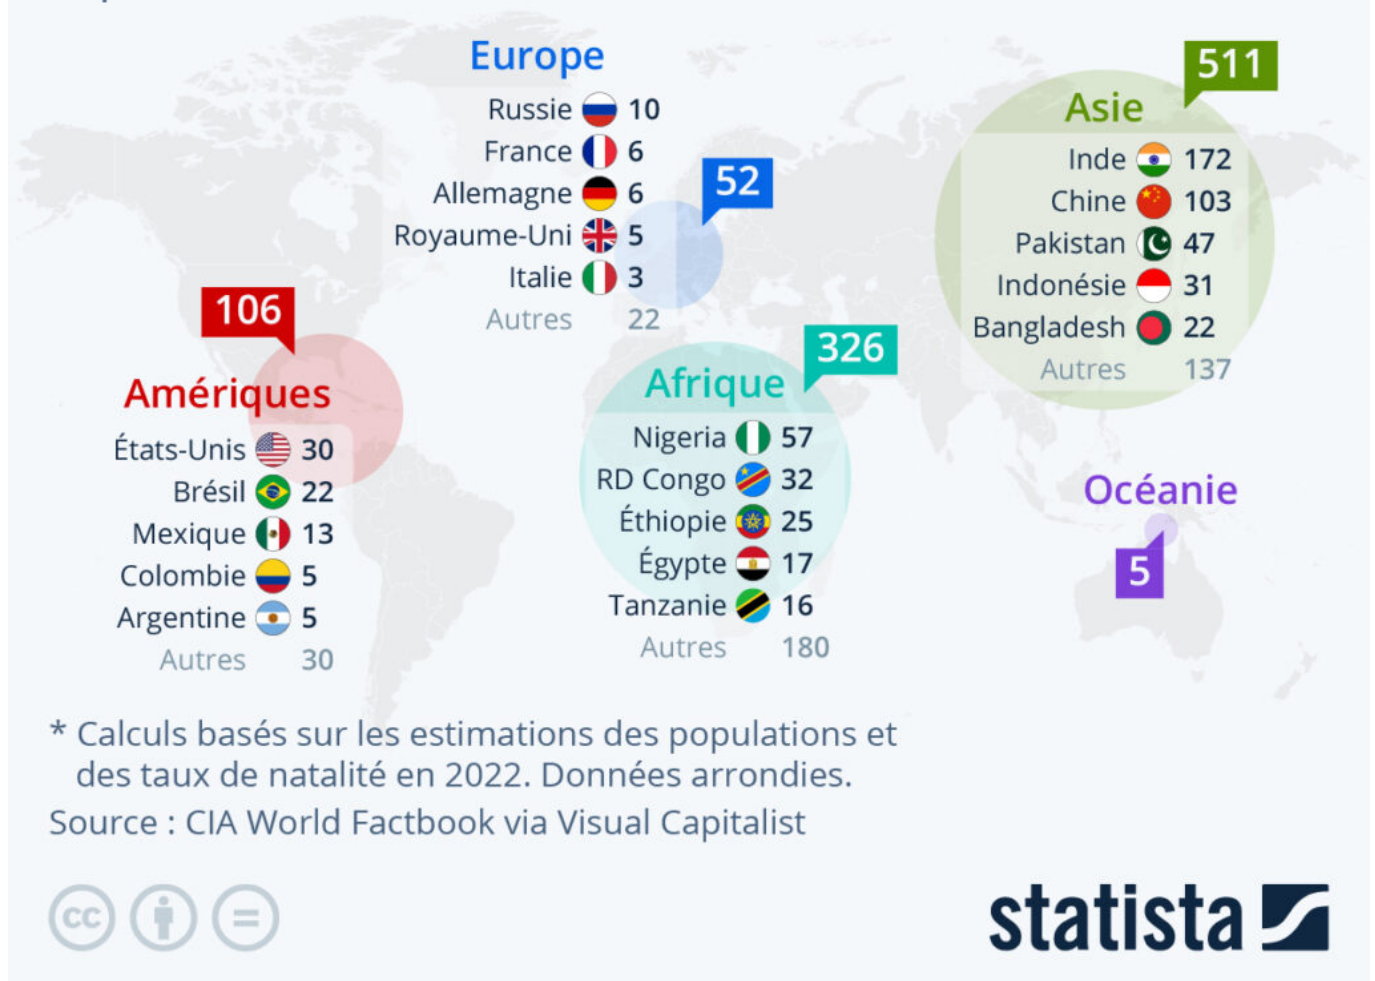 Europe
Russie 10
France 6
Allemagne 6
Royaume-Uni 5
Italie 3
Autres 22
52
Asie
511
Inde 172
Chine 103
Pakistan 47
Indonésie 31
Bangladesh 22
Autres 137
106
Amériques
États-Unis 30
Brésil 22
Mexique 13
Colombie 5
Argentine 5
Autres 30
326
Afrique
Nigeria 57
RD Congo 32
Éthiopie 25
Égypte 17
Tanzanie 16
Autres 180
Océanie
5
* Calculs basés sur les estimations des populations et
des taux de natalité en 2022. Données arrondies.
Source : CIA World Factbook via Visual Capitalist
cc
statista